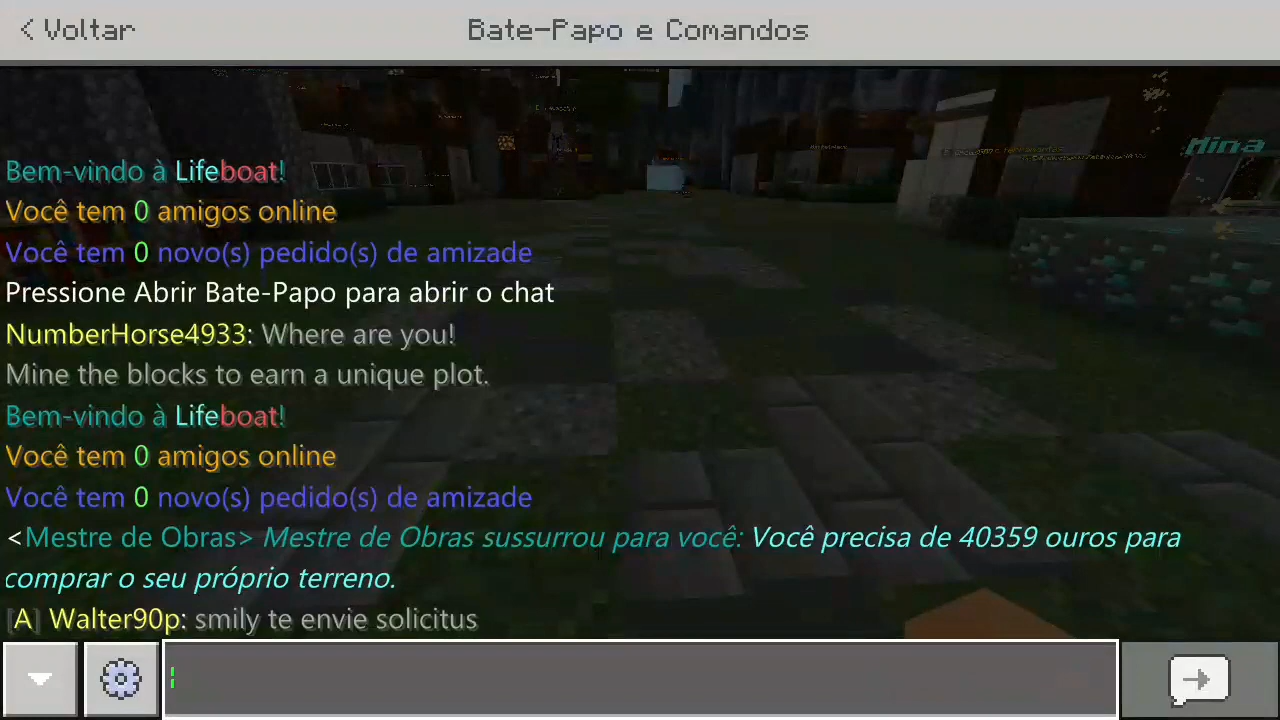 Voltar
Bate-Papo e Comandos
Mina
Bem-vindo à Lifeboat!
Você tem 0 amigos online
Você tem 0 novo(s) pedido(s) de amizade
Pressione Abrir Bate-Papo para abrir o chat
NumberHorse4933: Where are you!
Mine the blocks to earn a unique plot.
Bem-vindo à Lifeboat!
Você tem 0 amigos online
Você tem 0 novo(s) pedido(s) de amizade
<Mestre de Obras> Mestre de Obras sussurrou para você: Você precisa de 40359 ouros para
comprar o seu próprio terreno.
[A] Walter90p: smily te envie solicitus